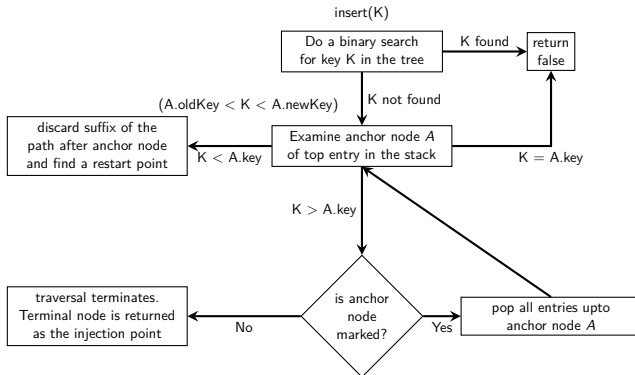 insert(K)
Do a binary search
for key K in the tree
K found
return
false
K not found
(A.oldKey < K < A.newKey)
discard suffix of the
path after anchor node
and find a restart point
K < A.key
Examine anchor node A
of top entry in the stack
K = A.key
K > A.key
traversal terminates.
Terminal node is returned
as the injection point
No
is anchor
node
marked?
Yes
pop all entries upto
anchor node A